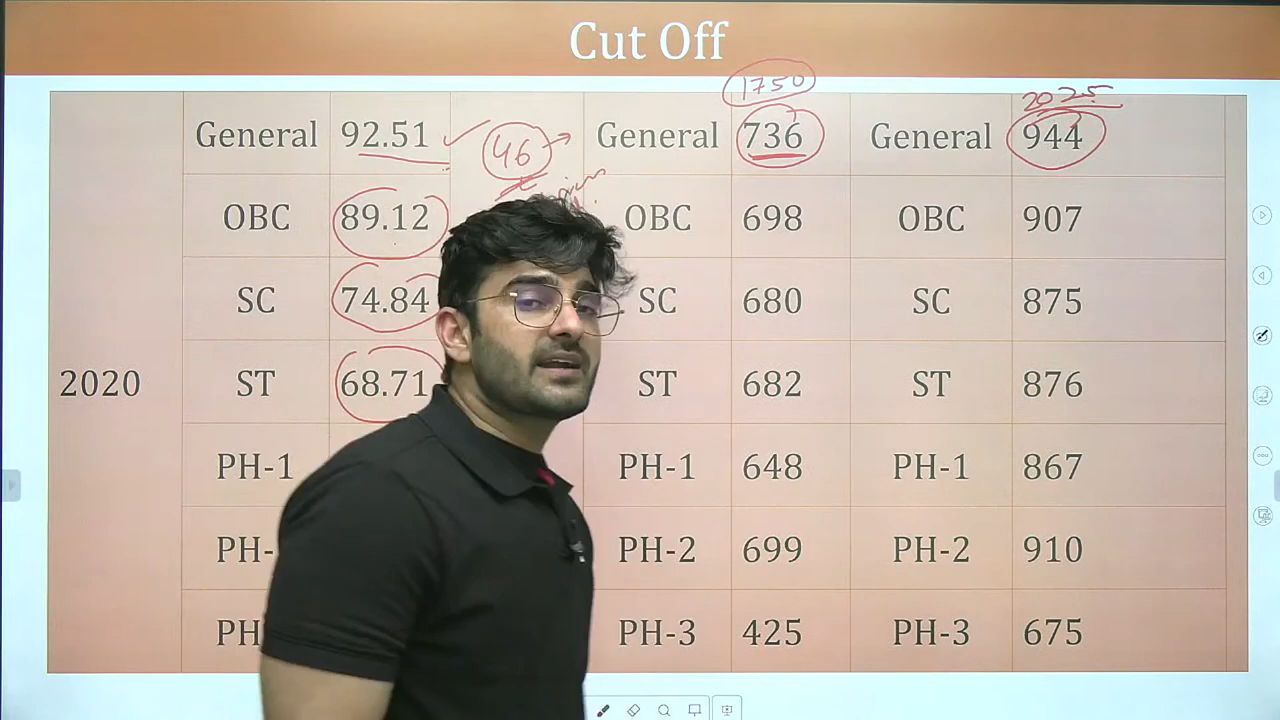 Cut Off
1750
2025
General 92.51 46 General 736 General 944
OBC 89.12 OBC 698 OBC 907
SC 74.84 SC 680 SC 875
2020 ST 68.71 ST 682 ST 876
PH-1 PH-1 648 PH-1 867
PH- PH-2 699 PH-2 910
PH PH-3 425 PH-3 675